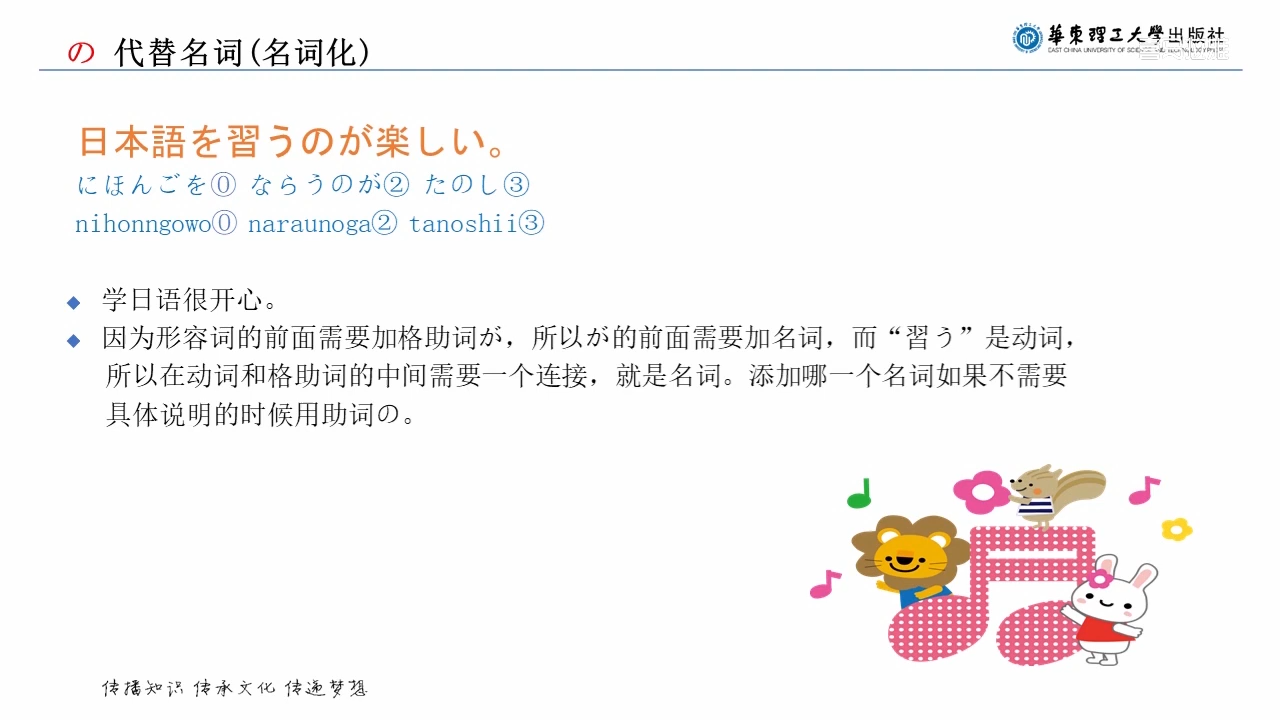 の 代替名词(名词化)
華東理工大學出版社
日本語を習うのが楽しい。
にほんごを⓪ ならうのが② たのし③
nihonngowo⓪ naraunoga② tanoshii③
学日语很开心。
因为形容词的前面需要加格助词が，所以が的前面需要加名词，而“習う”是动词，
所以在动词和格助词的中间需要一个连接，就是名词。添加哪一个名词如果不需要
具体说明的时候用助词の。
传播知识 传承文化 传递梦想